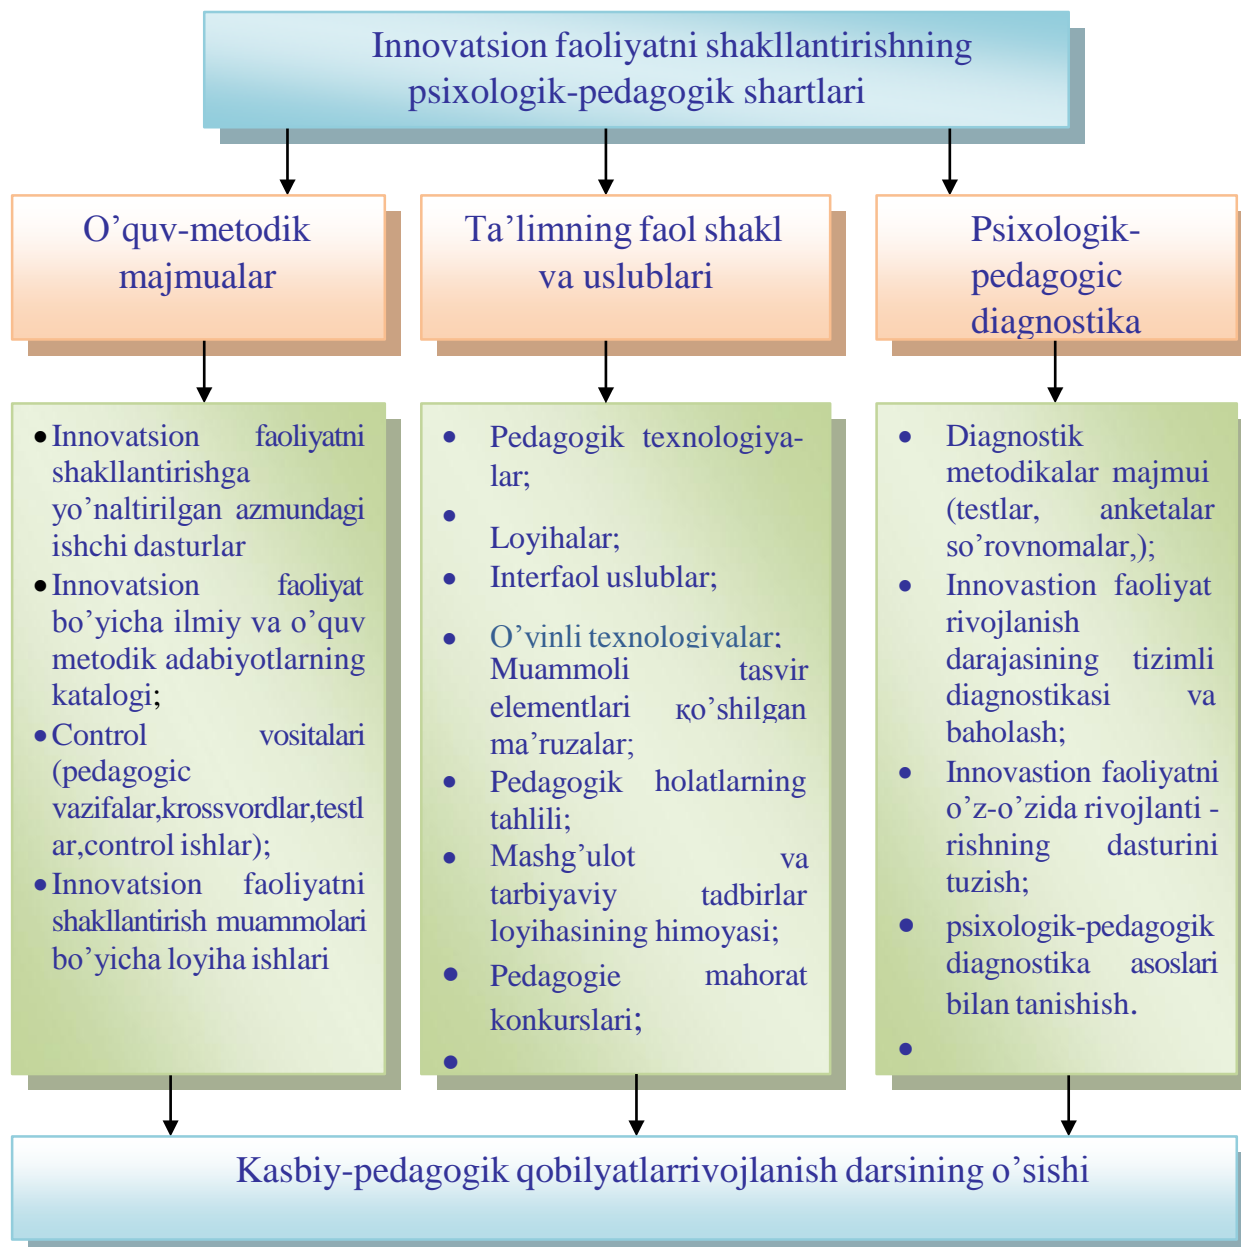 Innovatsion faoliyatni shakllantirishning
psixologik-pedagogik shartlari
O’quv-metodik
majmualar
Ta’limning faol shakl
va uslublari
Psixologik-
pedagogic
diagnostika
• Innovatsion faoliyatni
shakllantirishga
yo’naltirilgan azmundagi
ishchi dasturlar
• Innovatsion faoliyat
bo’yicha ilmiy va o’quv
metodik adabiyotlarning
katalogi;
• Control vositalari
(pedagogic
vazifalar,krossvordlar,testl
ar,control ishlar);
• Innovatsion faoliyatni
shakllantirish muammolari
bo’yicha loyiha ishlari
• Pedagogik texnologiya-
lar;
•
Loyihalar;
• Interfaol uslublar;
• O’vinli texnologivalar;
Muammoli tasvir
elementlari қo’shilgan
ma’ruzalar;
• Pedagogik holatlarning
tahlili;
• Mashg’ulot va
tarbiyaviy tadbirlar
loyihasining himoyasi;
• Pedagogie mahorat
konkurslari;
•
• Diagnostik
metodikalar majmui
(testlar, anketalar
so’rovnomalar,);
• Innovastion faoliyat
rivojlanish
darajasining tizimli
diagnostikasi va
baholash;
• Innovastion faoliyatni
o’z-o’zida rivojlanti -
rishning dasturini
tuzish;
• psixologik-pedagogik
diagnostika asoslari
bilan tanishish.
•
Kasbiy-pedagogik qobilyatlarrivojlanish darsining o’sishi